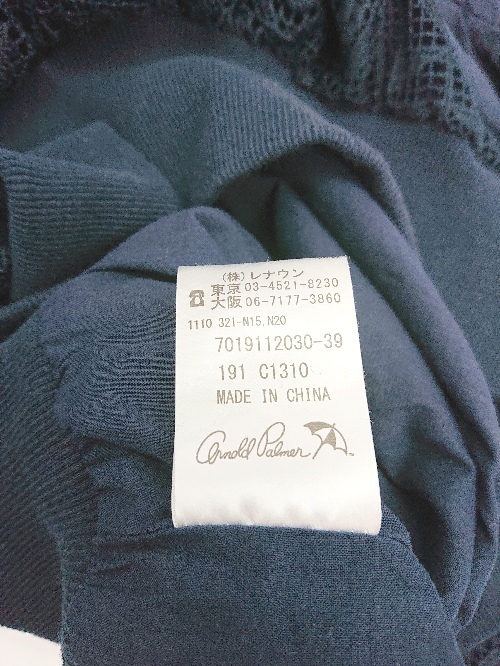 (株)レナウン
☎ 東京 03-4521-8230
大阪 06-7177-3860
1110 321-N15,N20
7019112030-39
191 C1310
MADE IN CHINA
Arnold Palmer™